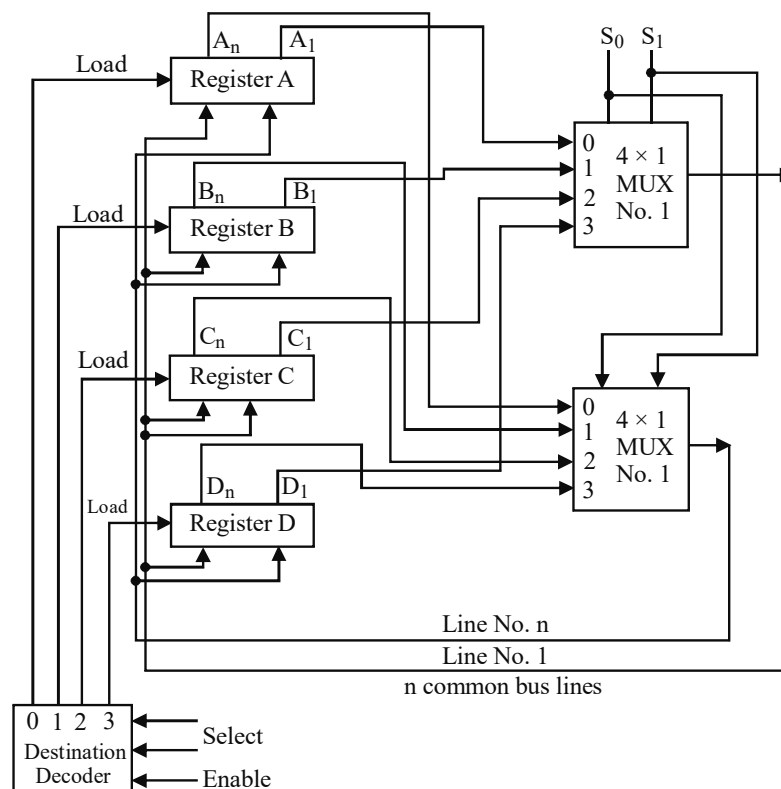 Aₙ A₁
S₀ S₁
Load
Register A
0
1
2
3
4 × 1
MUX
No. 1
Bₙ B₁
Load
Register B
Cₙ C₁
Load
Register C
0
1
2
3
4 × 1
MUX
No. 1
Dₙ D₁
Load
Register D
Line No. n
Line No. 1
n common bus lines
0 1 2 3
Destination
Decoder
Select
Enable